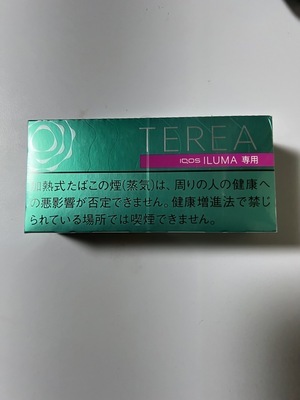 TEREA
IQOS ILUMA 専用
加熱式たばこの煙(蒸気)は、周りの人の健康へ
の悪影響が否定できません。健康増進法で禁じ
られている場所では喫煙できません。